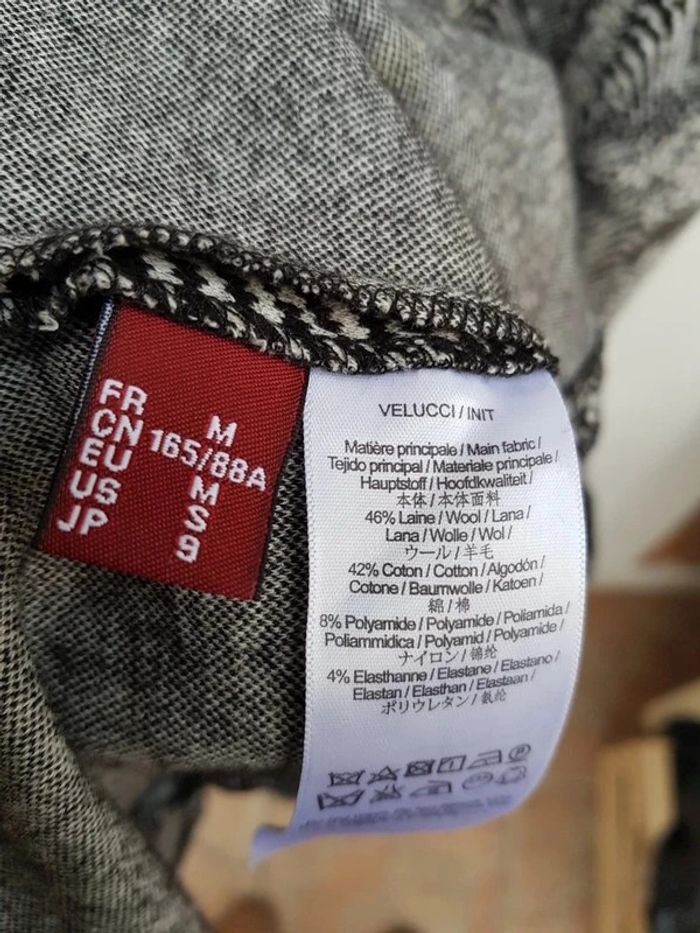 FR M
CN 165/88A
EU M
US S
JP 9
VELUCCI / INIT
Matière principale / Main fabric /
Tejido principal / Materiale principale /
Hauptstoff / Hoofdkwaliteit /
本体 / 本体面料
46% Laine / Wool / Lana /
Lana / Wolle / Wol /
ウール / 羊毛
42% Coton / Cotton / Algodón /
Cotone / Baumwolle / Katoen /
綿 / 棉
8% Polyamide / Polyamide / Poliamida /
Poliammidica / Polyamid / Polyamide /
ナイロン / 锦纶
4% Elasthanne / Elastane / Elastano /
Elastan / Elasthan / Elastaan /
ポリウレタン / 氨纶